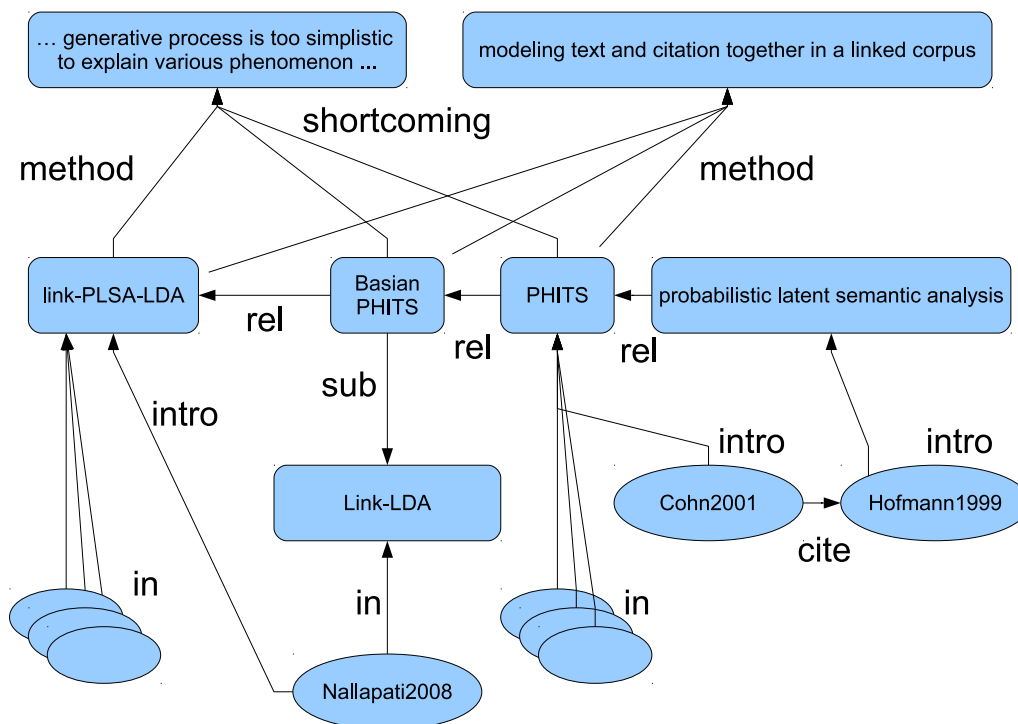 … generative process is too simplistic
to explain various phenomenon ...
modeling text and citation together in a linked corpus
shortcoming
method
method
link-PLSA-LDA
Basian
PHITS
PHITS
probabilistic latent semantic analysis
rel
rel
rel
sub
intro
intro
intro
Link-LDA
Cohn2001
Hofmann1999
cite
in
in
in
Nallapati2008